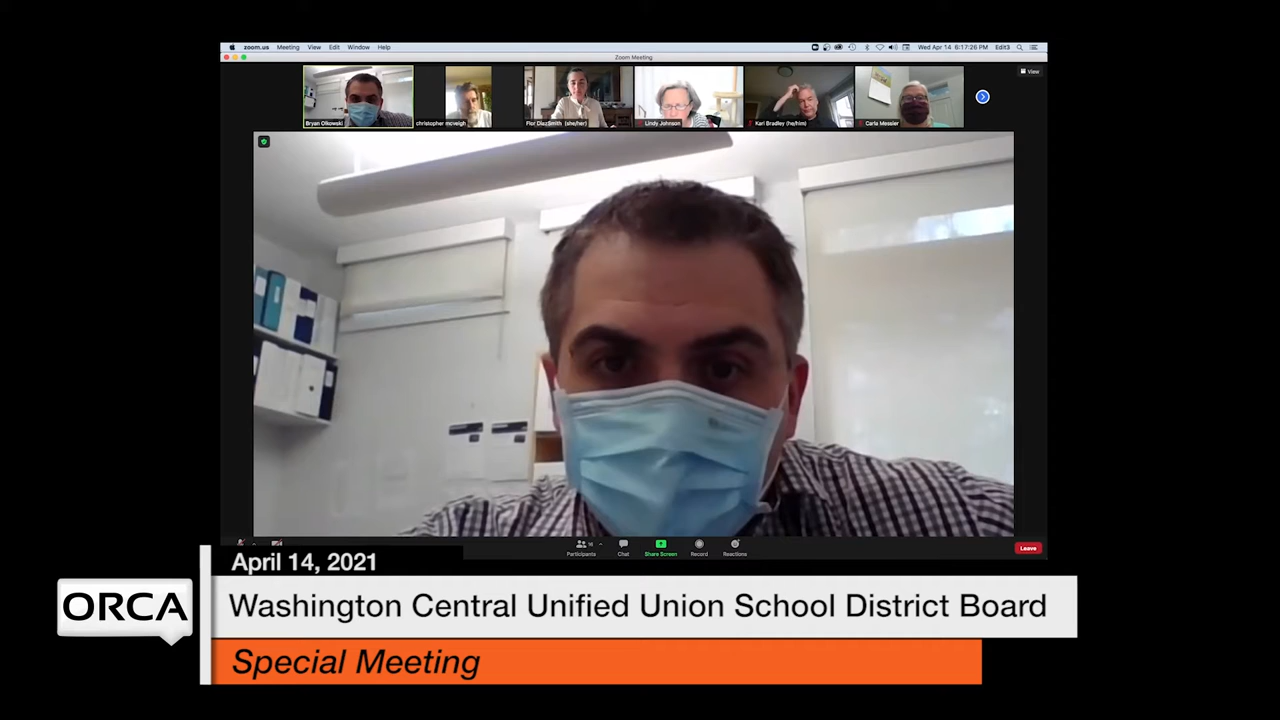 zoom.us Meeting View Edit Window Help
Wed Apr 14 6:17:26 PM Edit3
Zoom Meeting
View
Bryan Olkowski
christopher mcveigh
Flor DiazSmith (she/her)
Lindy Johnson
Karl Bradley (he/him)
Carla Messier
Participants
Chat
Share Screen
Record
Reactions
Leave
April 14, 2021
ORCA
Washington Central Unified Union School District Board
Special Meeting